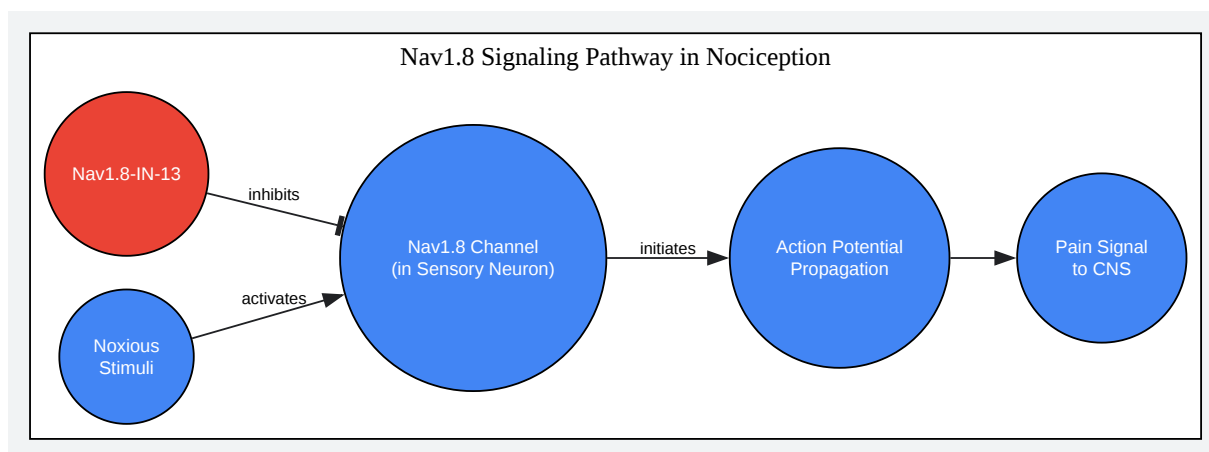 Nav1.8 Signaling Pathway in Nociception
Nav1.8-IN-13
inhibits
Noxious
Stimuli
activates
Nav1.8 Channel
(in Sensory Neuron)
initiates
Action Potential
Propagation
Pain Signal
to CNS